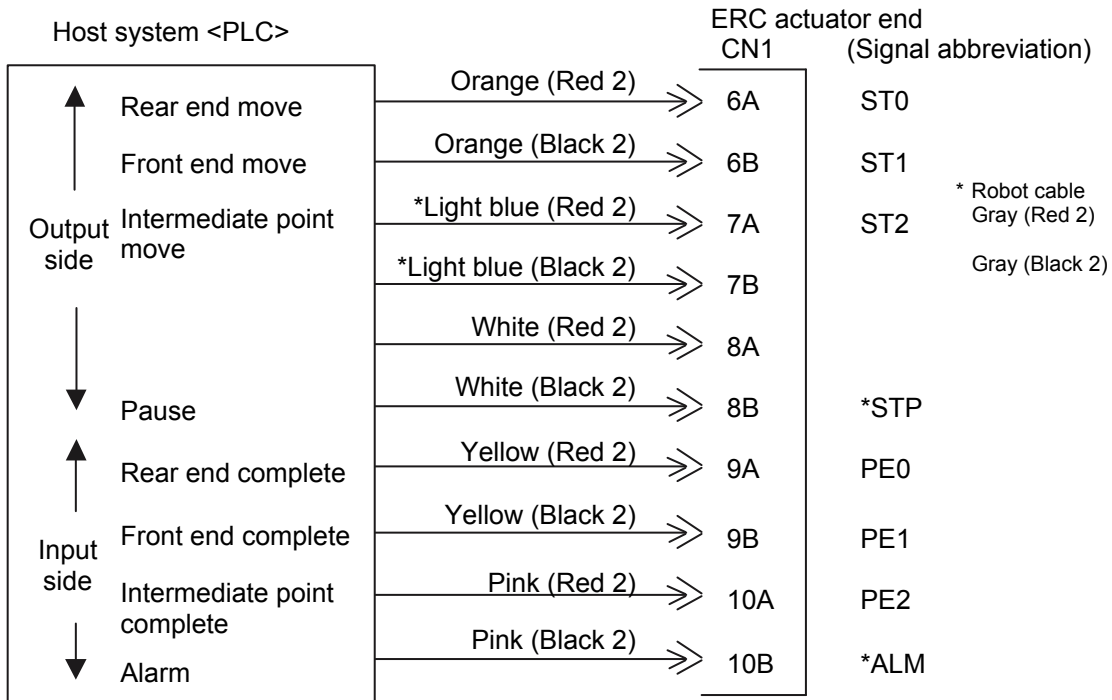 Host system <PLC>
ERC actuator end
CN1 (Signal abbreviation)
Output side
Rear end move Orange (Red 2) 6A ST0
Front end move Orange (Black 2) 6B ST1
Intermediate point move *Light blue (Red 2) 7A ST2
* Robot cable
Gray (Red 2)
*Light blue (Black 2) 7B
Gray (Black 2)
White (Red 2) 8A
Pause White (Black 2) 8B *STP
Input side
Rear end complete Yellow (Red 2) 9A PE0
Front end complete Yellow (Black 2) 9B PE1
Intermediate point complete Pink (Red 2) 10A PE2
Alarm Pink (Black 2) 10B *ALM